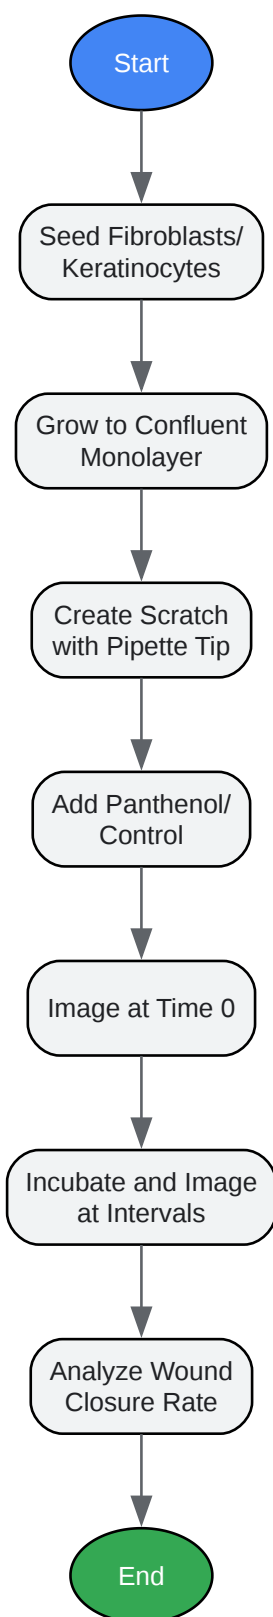 Start
Seed Fibroblasts/
Keratinocytes
Grow to Confluent
Monolayer
Create Scratch
with Pipette Tip
Add Panthenol/
Control
Image at Time 0
Incubate and Image
at Intervals
Analyze Wound
Closure Rate
End